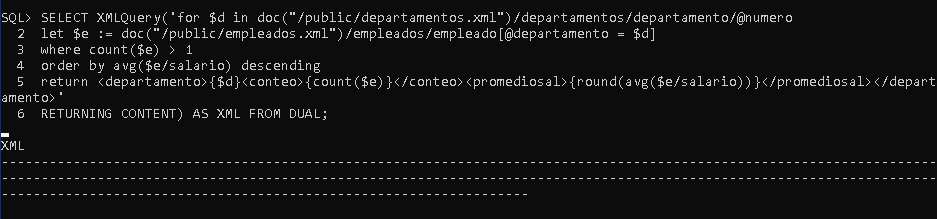 SQL> SELECT XMLQuery('for $d in doc("/public/departamentos.xml")/departamentos/departamento/@numero
2 let $e := doc("/public/empleados.xml")/empleados/empleado[@departamento = $d]
3 where count($e) > 1
4 order by avg($e/salario) descending
5 return <departamento>{$d}<conteo>{count($e)}</conteo><promediosal>{round(avg($e/salario))}</promediosal></depart
amento>'
6 RETURNING CONTENT) AS XML FROM DUAL;
XML
--------------------------------------------------------------------------------------------------------------------
--------------------------------------------------------------------------------------------------------------------
-----------------------------------------------------------------